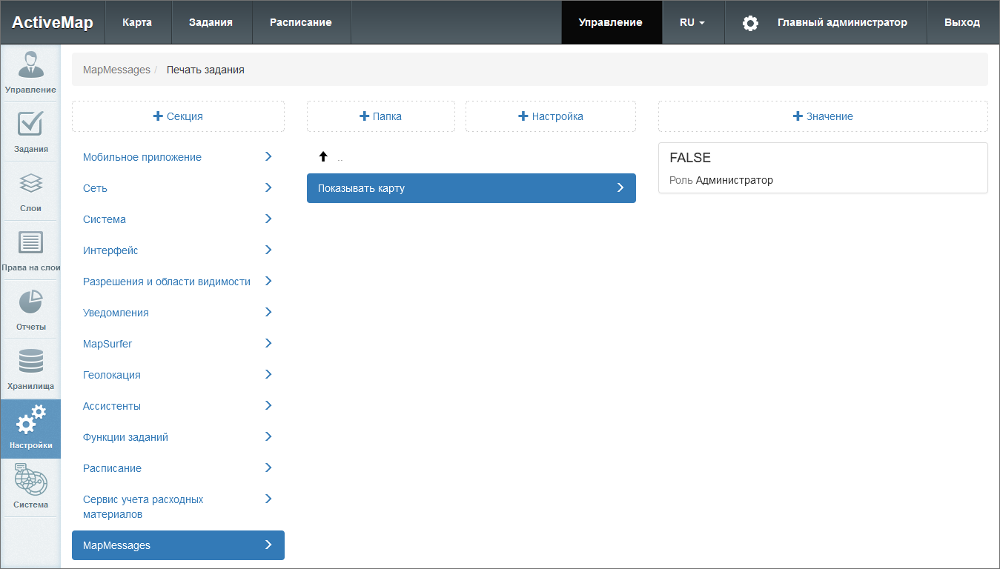 ActiveMap
Карта
Задания
Расписание
Управление
RU
Главный администратор
Выход
Управление
Задания
Слои
Права на слои
Отчеты
Хранилища
Настройки
Система
MapMessages / Печать задания
+ Секция
Мобильное приложение
Сеть
Система
Интерфейс
Разрешения и области видимости
Уведомления
MapSurfer
Геолокация
Ассистенты
Функции заданий
Расписание
Сервис учета расходных
материалов
MapMessages
+ Папка
+ Настройка
..
Показывать карту
+ Значение
FALSE
Роль Администратор